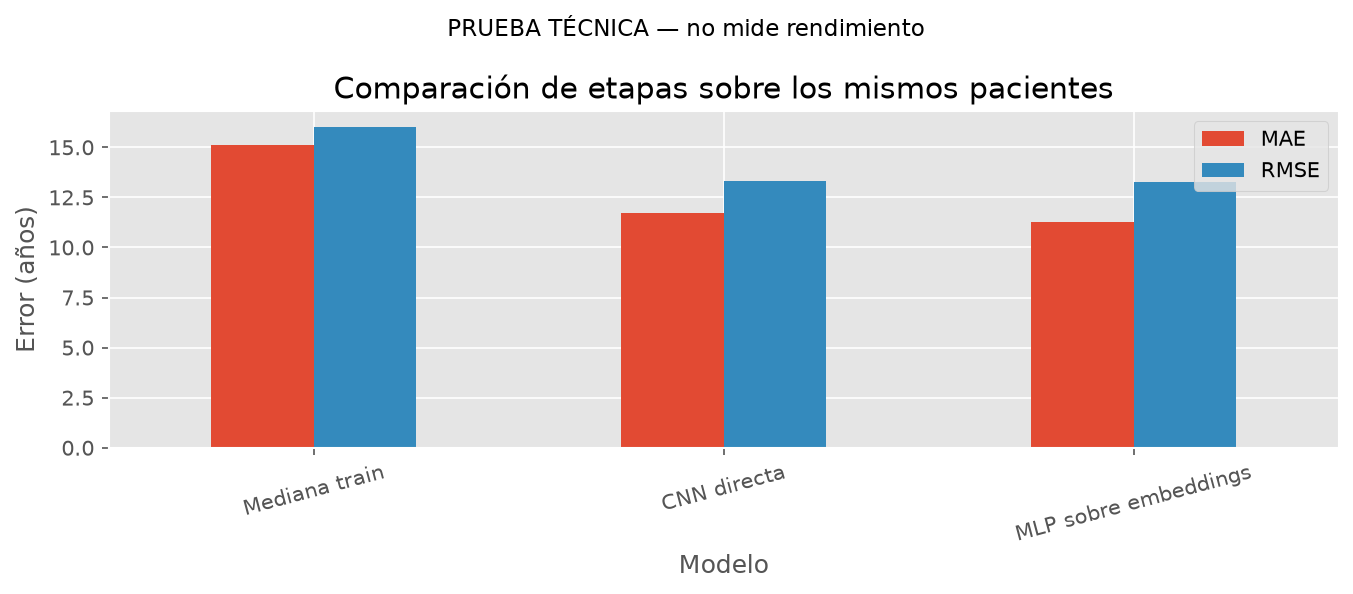 PRUEBA TÉCNICA — no mide rendimiento
Comparación de etapas sobre los mismos pacientes
MAE
RMSE
Error (años)
15.0
12.5
10.0
7.5
5.0
2.5
0.0
Mediana train
CNN directa
MLP sobre embeddings
Modelo